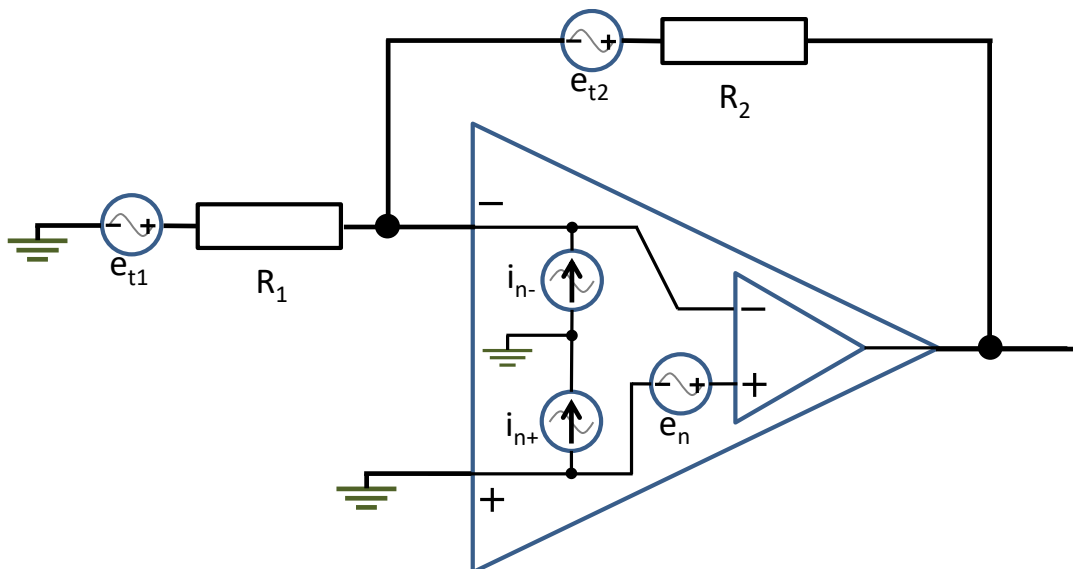 − +
e_t2
R_2
− +
e_t1
R_1
−
i_n-
−
− +
e_n
+
i_n+
+